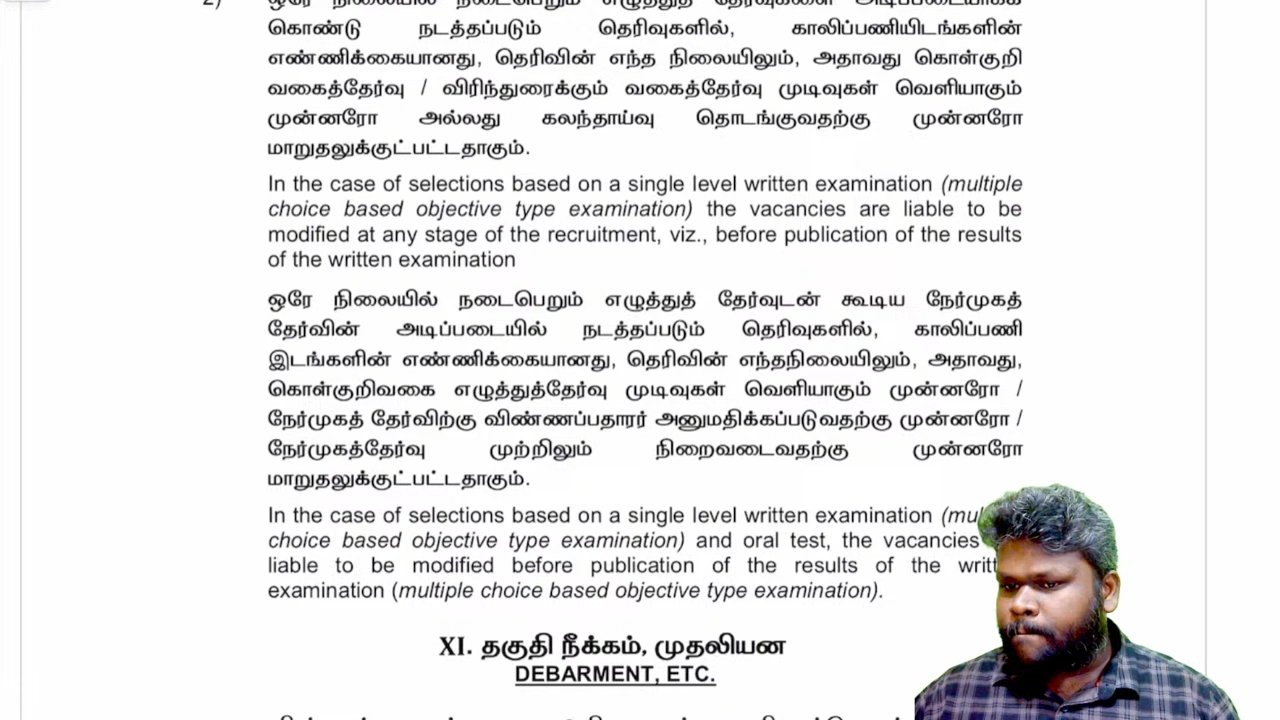 2) ஒரே நிலையில் நடைபெறும் எழுத்துத் தேர்வுகளை அடிப்படையாகக்
கொண்டு நடத்தப்படும் தெரிவுகளில், காலிப்பணியிடங்களின்
எண்ணிக்கையானது, தெரிவின் எந்த நிலையிலும், அதாவது கொள்குறி
வகைத்தேர்வு / விரிந்துரைக்கும் வகைத்தேர்வு முடிவுகள் வெளியாகும்
முன்னரோ அல்லது கலந்தாய்வு தொடங்குவதற்கு முன்னரோ
மாறுதலுக்குட்பட்டதாகும்.
In the case of selections based on a single level written examination (multiple
choice based objective type examination) the vacancies are liable to be
modified at any stage of the recruitment, viz., before publication of the results
of the written examination
ஒரே நிலையில் நடைபெறும் எழுத்துத் தேர்வுடன் கூடிய நேர்முகத்
தேர்வின் அடிப்படையில் நடத்தப்படும் தெரிவுகளில், காலிப்பணி
இடங்களின் எண்ணிக்கையானது, தெரிவின் எந்தநிலையிலும், அதாவது,
கொள்குறிவகை எழுத்துத்தேர்வு முடிவுகள் வெளியாகும் முன்னரோ /
நேர்முகத் தேர்விற்கு விண்ணப்பதாரர் அனுமதிக்கப்படுவதற்கு முன்னரோ /
நேர்முகத்தேர்வு முற்றிலும் நிறைவடைவதற்கு முன்னரோ
மாறுதலுக்குட்பட்டதாகும்.
In the case of selections based on a single level written examination
choice based objective type examination) and oral test, the vacancies
liable to be modified before publication of the results of the
examination (multiple choice based objective type examination).
XI. தகுதி நீக்கம், முதலியன
DEBARMENT, ETC.